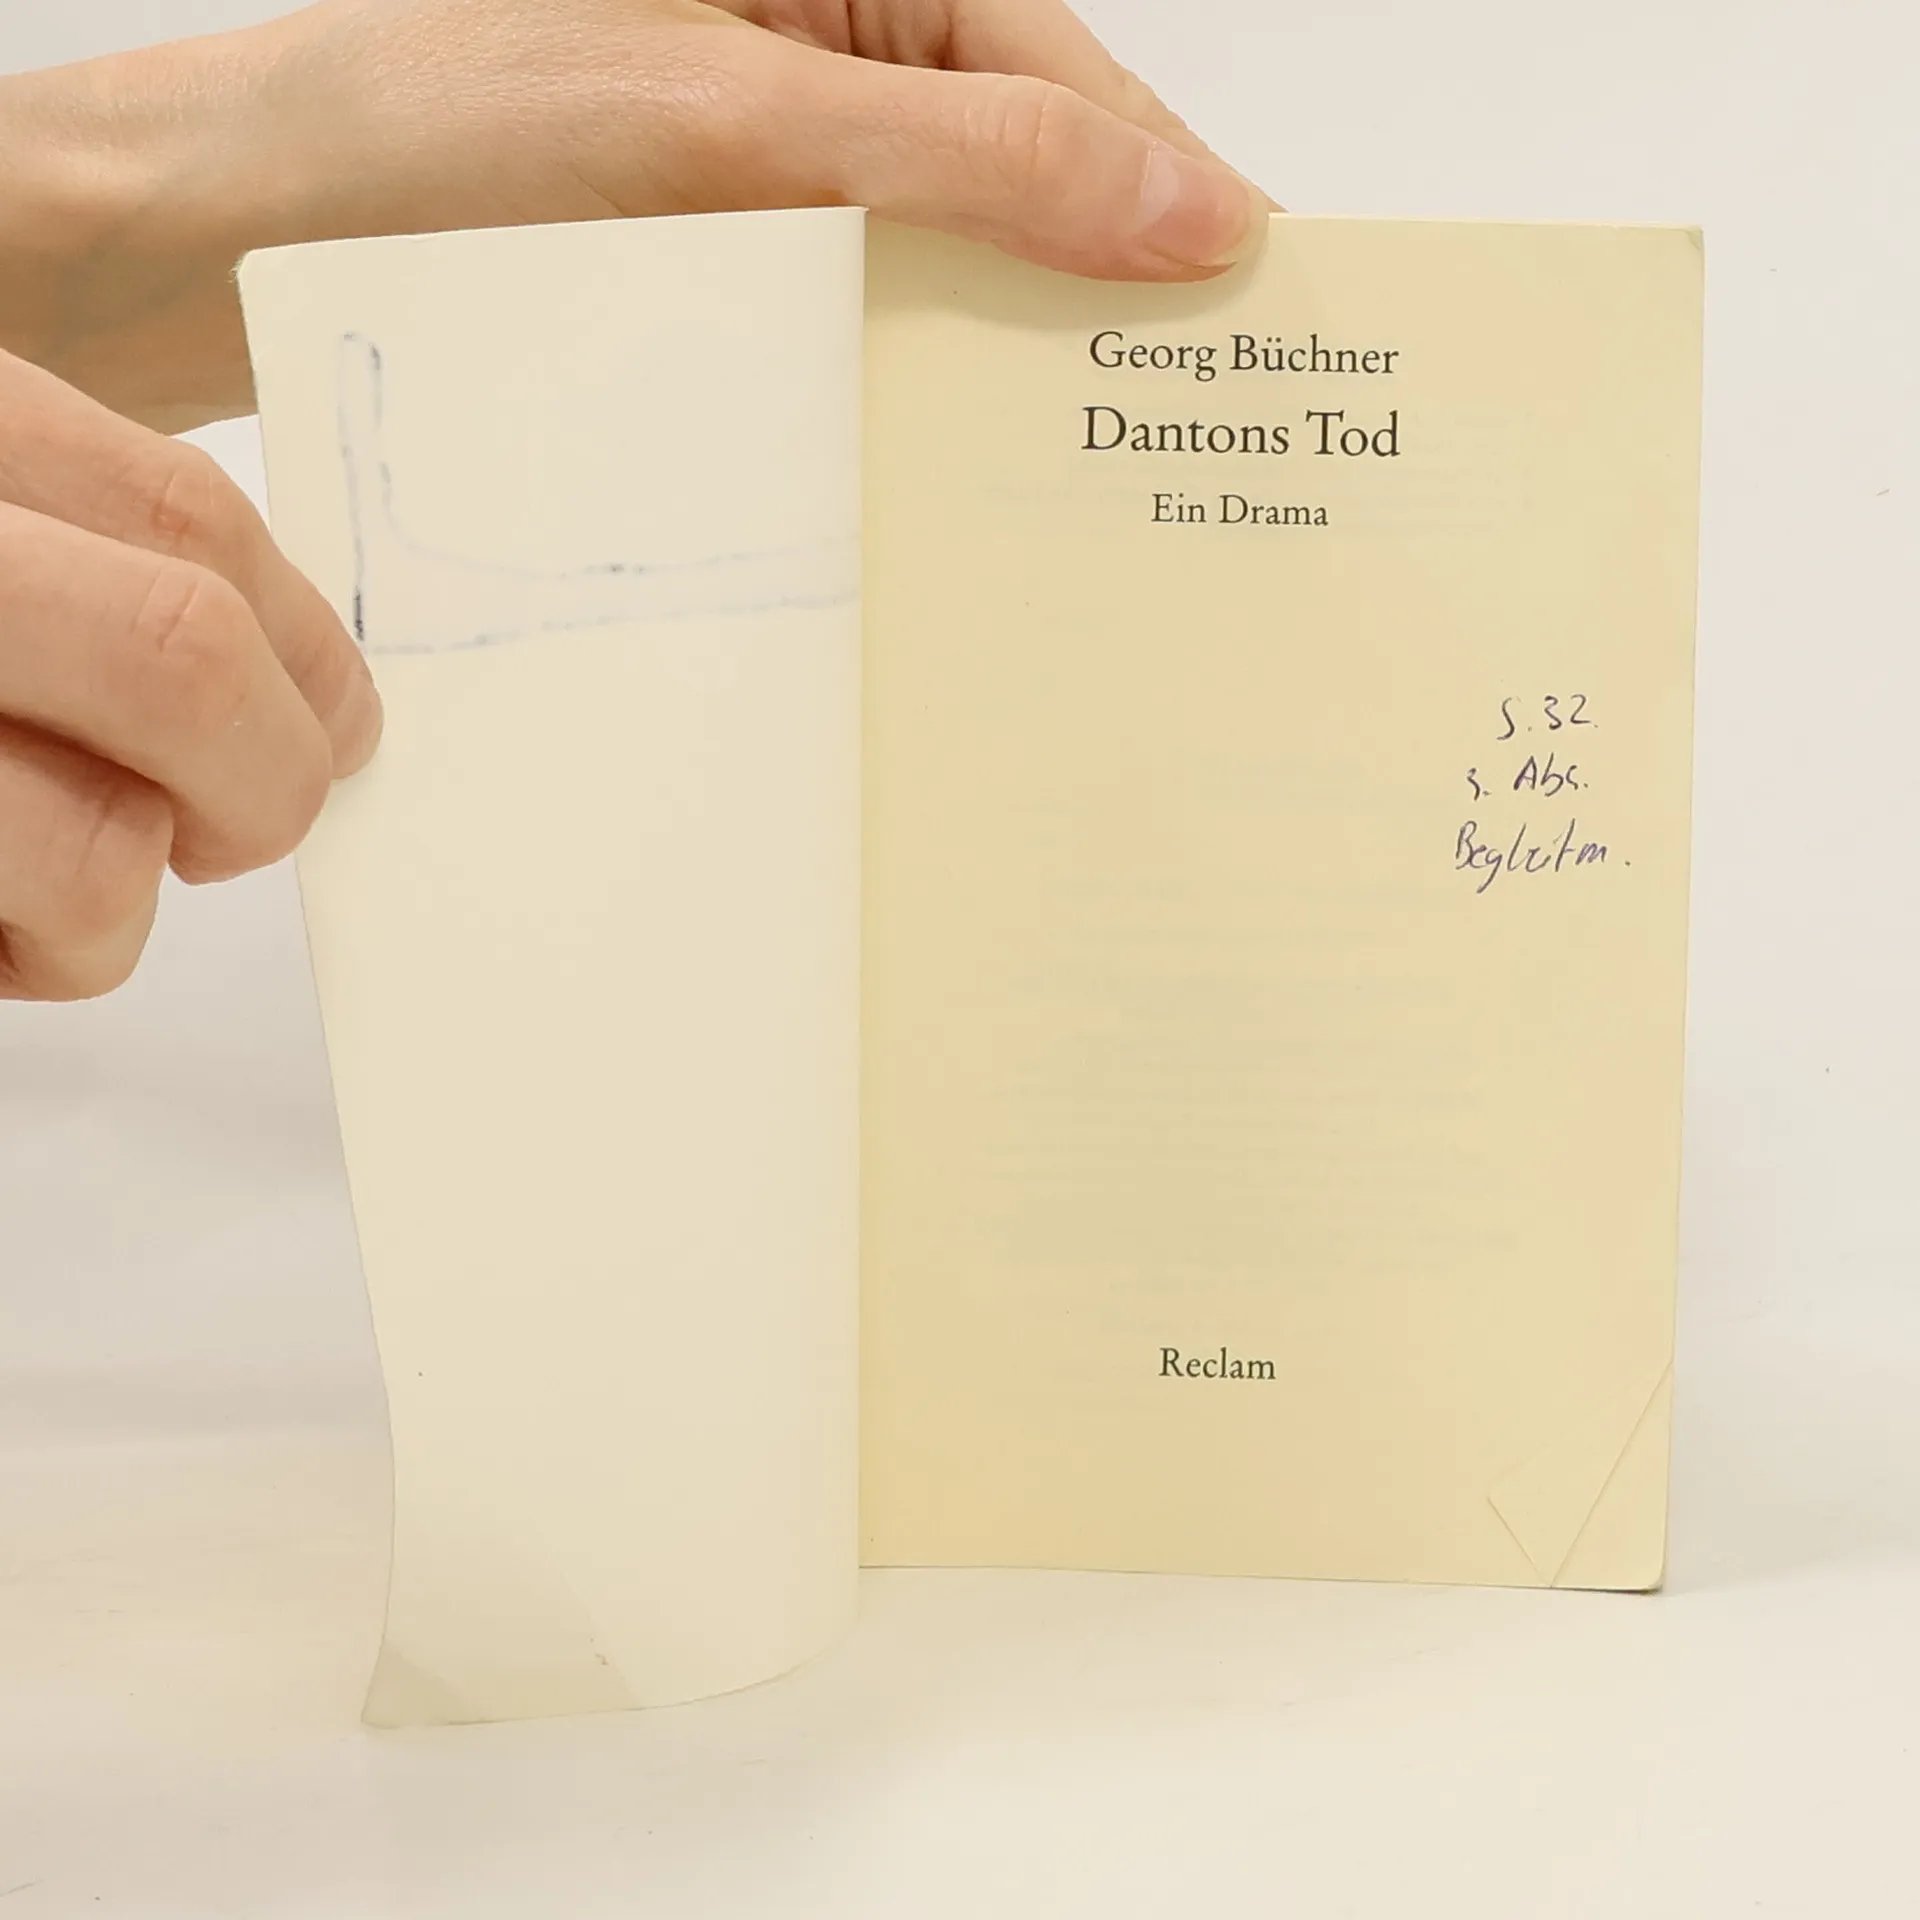 Georg Büchner
Dantons Tod
Ein Drama
S. 32.
3. Abs.
Begleitm.
Reclam